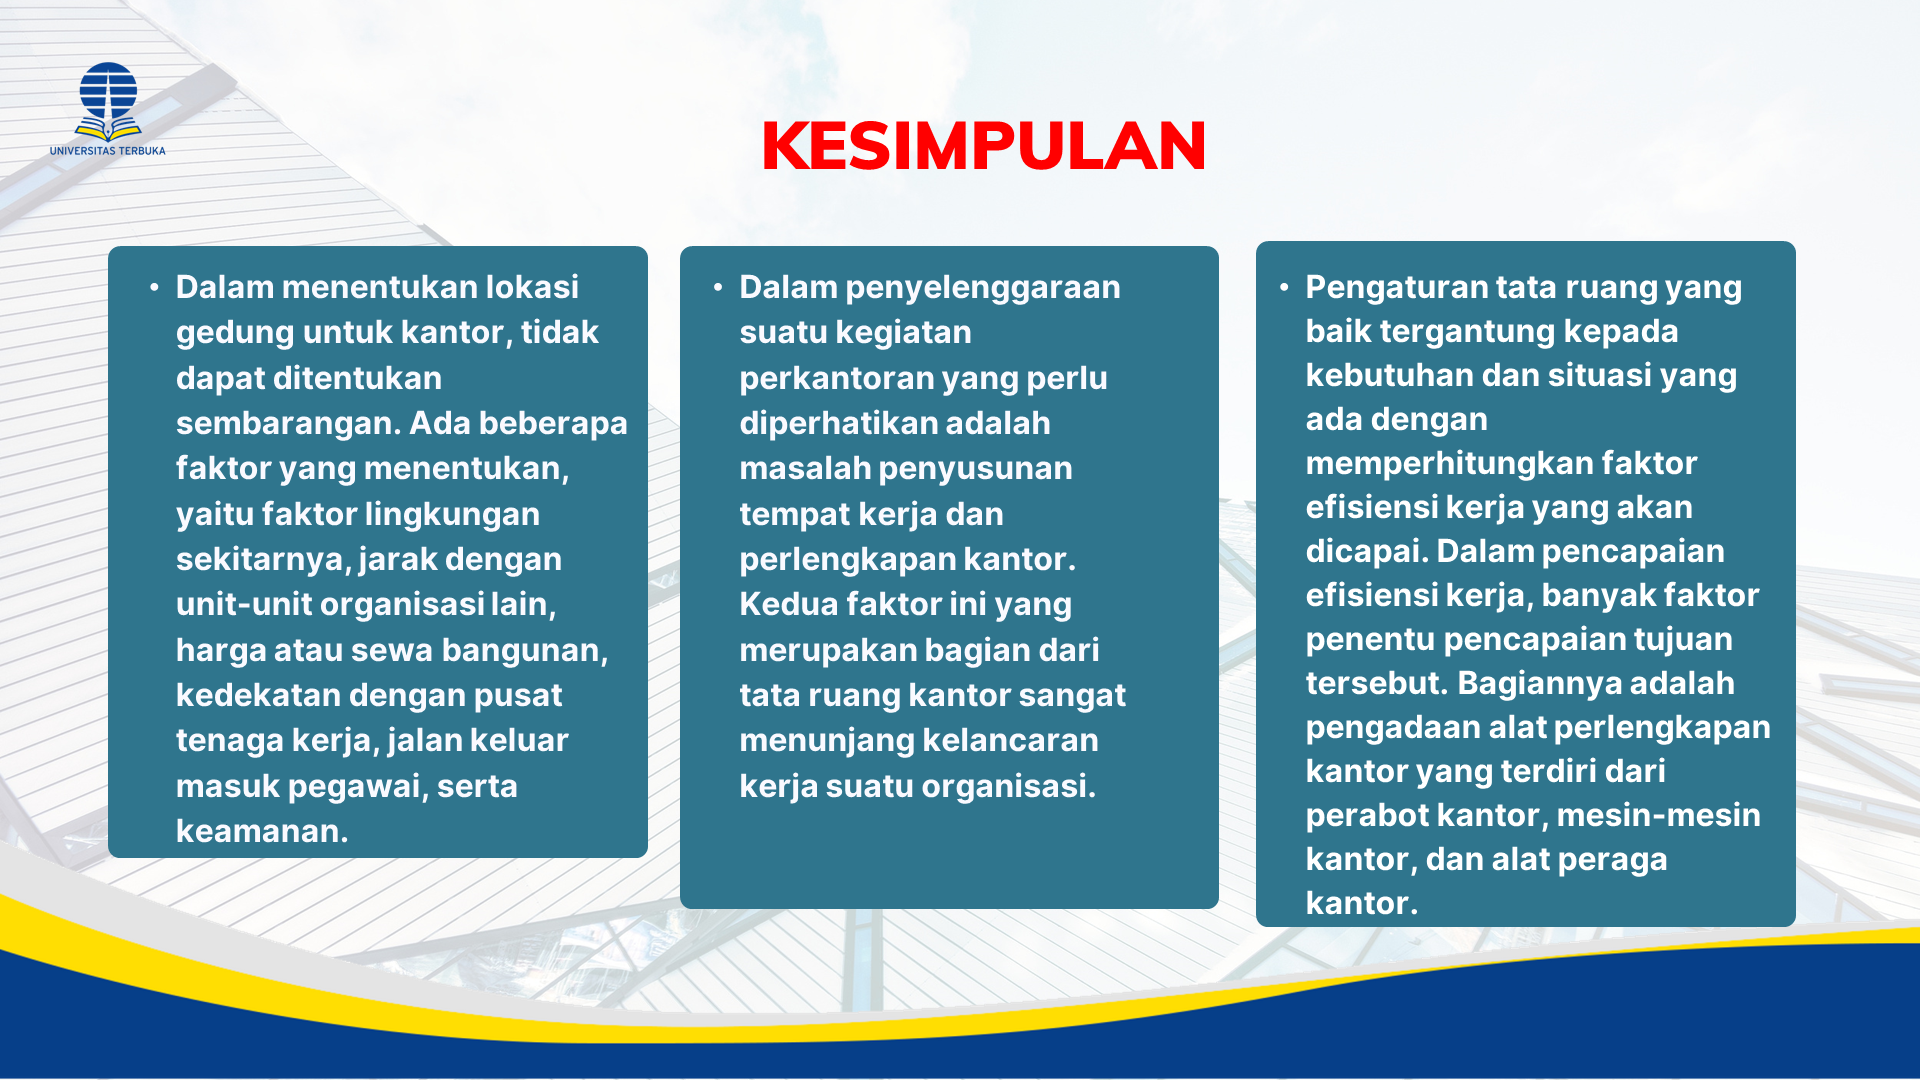 UNIVERSITAS TERBUKA
KESIMPULAN
• Dalam menentukan lokasi
gedung untuk kantor, tidak
dapat ditentukan
sembarangan. Ada beberapa
faktor yang menentukan,
yaitu faktor lingkungan
sekitarnya, jarak dengan
unit-unit organisasi lain,
harga atau sewa bangunan,
kedekatan dengan pusat
tenaga kerja, jalan keluar
masuk pegawai, serta
keamanan.
• Dalam penyelenggaraan
suatu kegiatan
perkantoran yang perlu
diperhatikan adalah
masalah penyusunan
tempat kerja dan
perlengkapan kantor.
Kedua faktor ini yang
merupakan bagian dari
tata ruang kantor sangat
menunjang kelancaran
kerja suatu organisasi.
• Pengaturan tata ruang yang
baik tergantung kepada
kebutuhan dan situasi yang
ada dengan
memperhitungkan faktor
efisiensi kerja yang akan
dicapai. Dalam pencapaian
efisiensi kerja, banyak faktor
penentu pencapaian tujuan
tersebut. Bagiannya adalah
pengadaan alat perlengkapan
kantor yang terdiri dari
perabot kantor, mesin-mesin
kantor, dan alat peraga
kantor.